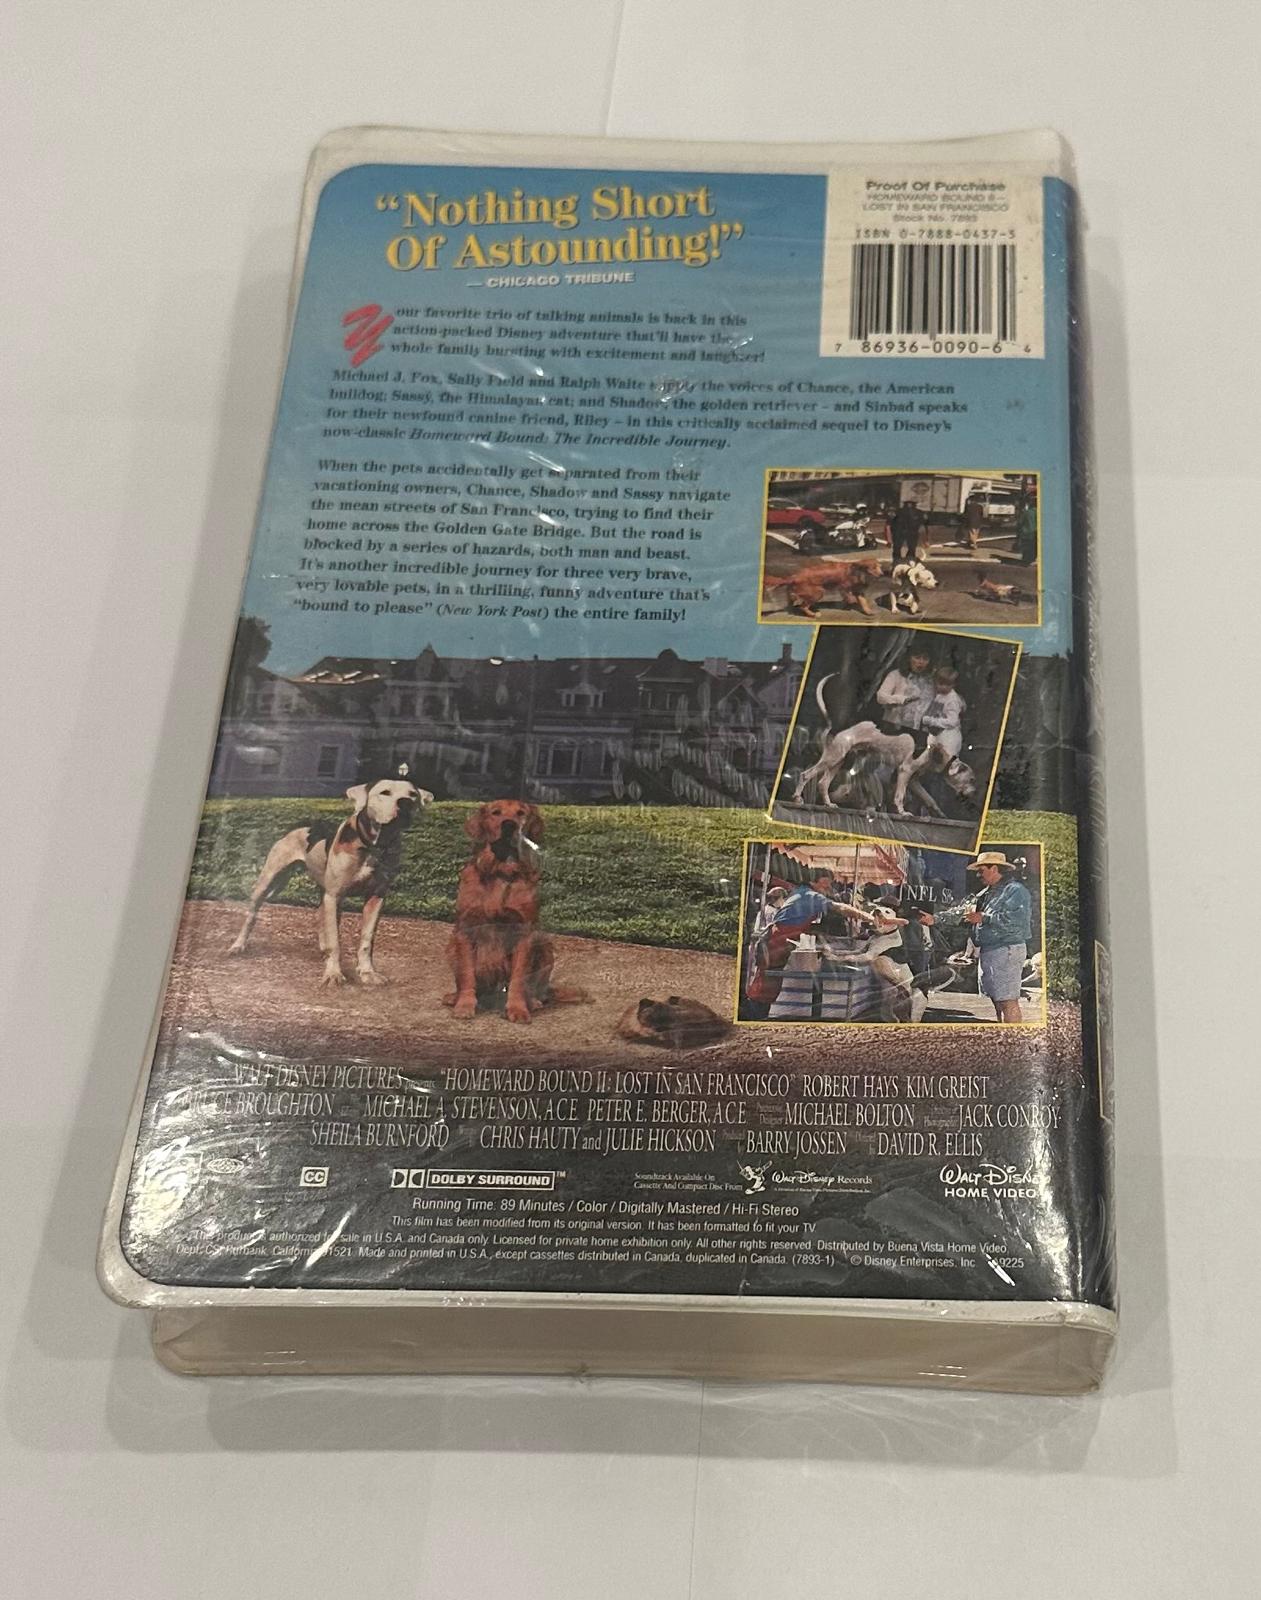 “Nothing Short
Of Astounding!”
— CHICAGO TRIBUNE
Proof Of Purchase
HOMEWARD BOUND II—
LOST IN SAN FRANCISCO
Stock No. 7893
ISBN 0-7888-0437-5
7 86936-0090-6 4
Your favorite trio of talking animals is back in this
action-packed Disney adventure that'll have the
whole family bursting with excitement and laughter!
Michael J. Fox, Sally Field and Ralph Waite supply the voices of Chance, the American
bulldog; Sassy, the Himalayan cat; and Shadow, the golden retriever – and Sinbad speaks
for their newfound canine friend, Riley – in this critically acclaimed sequel to Disney's
now-classic Homeward Bound: The Incredible Journey.
When the pets accidentally get separated from their
vacationing owners, Chance, Shadow and Sassy navigate
the mean streets of San Francisco, trying to find their
home across the Golden Gate Bridge. But the road is
blocked by a series of hazards, both man and beast.
It's another incredible journey for three very brave,
very lovable pets, in a thrilling, funny adventure that's
“bound to please” (New York Post) the entire family!
NFL
WALT DISNEY PICTURES presents “HOMEWARD BOUND II: LOST IN SAN FRANCISCO” ROBERT HAYS KIM GREIST
BRUCE BROUGHTON MICHAEL A. STEVENSON, A.C.E. PETER E. BERGER, A.C.E. Production Designer MICHAEL BOLTON JACK CONROY
SHEILA BURNFORD CHRIS HAUTY and JULIE HICKSON BARRY JOSSEN DAVID R. ELLIS
CC
DOLBY SURROUND™
Soundtrack Available On
Cassette And Compact Disc From
Walt Disney Records
WALT DISNEY
HOME VIDEO
Running Time: 89 Minutes / Color / Digitally Mastered / Hi-Fi Stereo
This film has been modified from its original version. It has been formatted to fit your TV.
This product is authorized for sale in U.S.A. and Canada only. Licensed for private home exhibition only. All other rights reserved. Distributed by Buena Vista Home Video,
Dept. CS, Burbank, California 91521. Made and printed in U.S.A., except cassettes distributed in Canada, duplicated in Canada. (7893-1) © Disney Enterprises, Inc. 9225